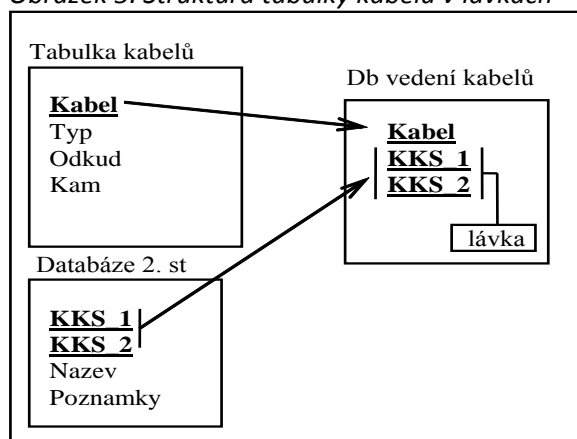 Obrázek 3. Struktura tabulky kabelů v lávkách
Tabulka kabelů
Kabel
Typ
Odkud
Kam
Db vedení kabelů
Kabel
KKS_1
KKS_2
lávka
Databáze 2. st
KKS_1
KKS_2
Nazev
Poznamky